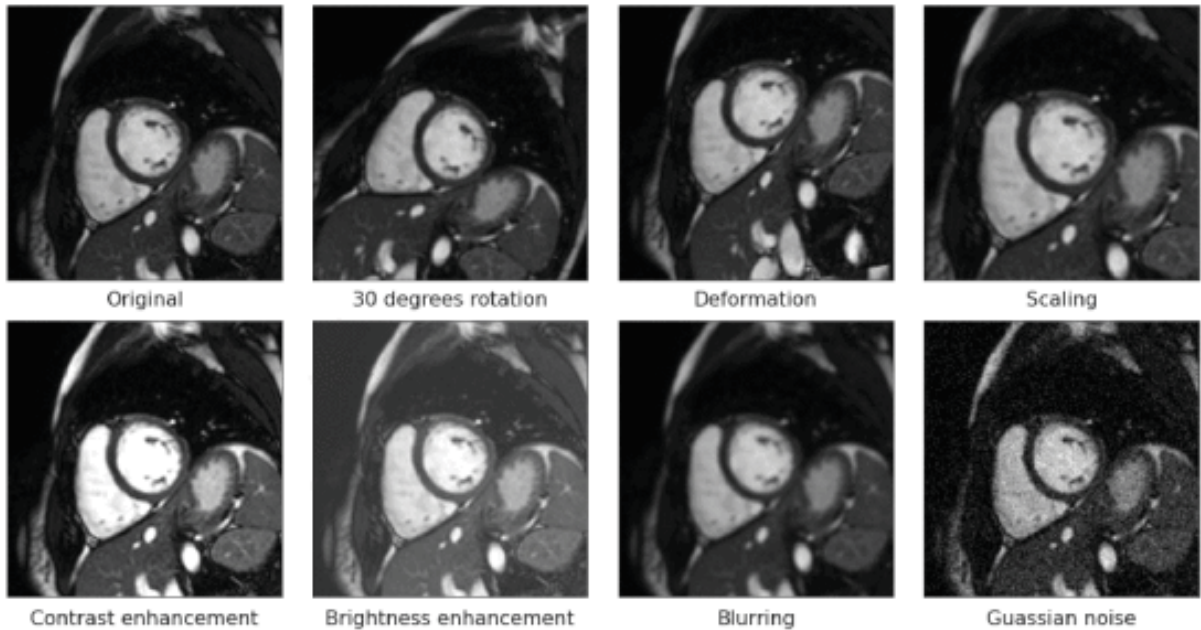 Original
30 degrees rotation
Deformation
Scaling
Contrast enhancement
Brightness enhancement
Blurring
Guassian noise